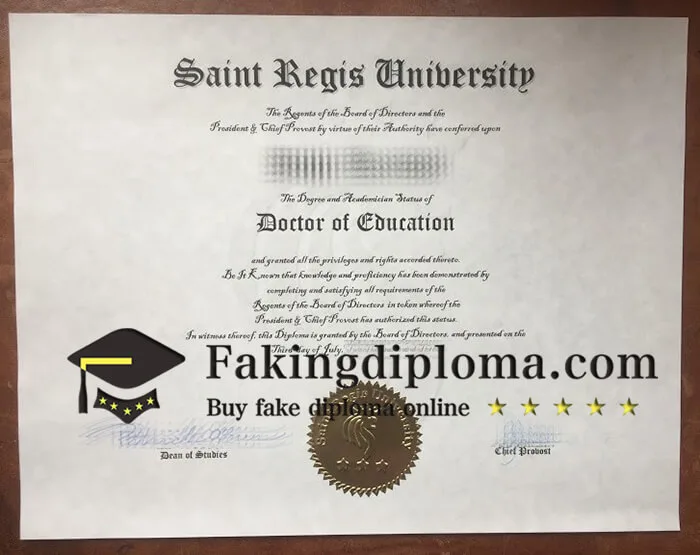 Saint Regis University
The Regents of the Board of Directors and the
President & Chief Provost by virtue of their Authority have conferred upon
The Degree and Academician Status of
Doctor of Education
and granted all the privileges and rights accorded thereto.
Be It Known that knowledge and proficiency has been demonstrated by
completing and satisfying all requirements of the
Regents of the Board of Directors in token whereof the
President & Chief Provost has authorized this status.
In witness thereof, this Diploma is granted by the Board of Directors, and presented on the
Third day of July,
Fakingdiploma.com
Buy fake diploma online
Saint Regis University
Dean of Studies
Chief Provost